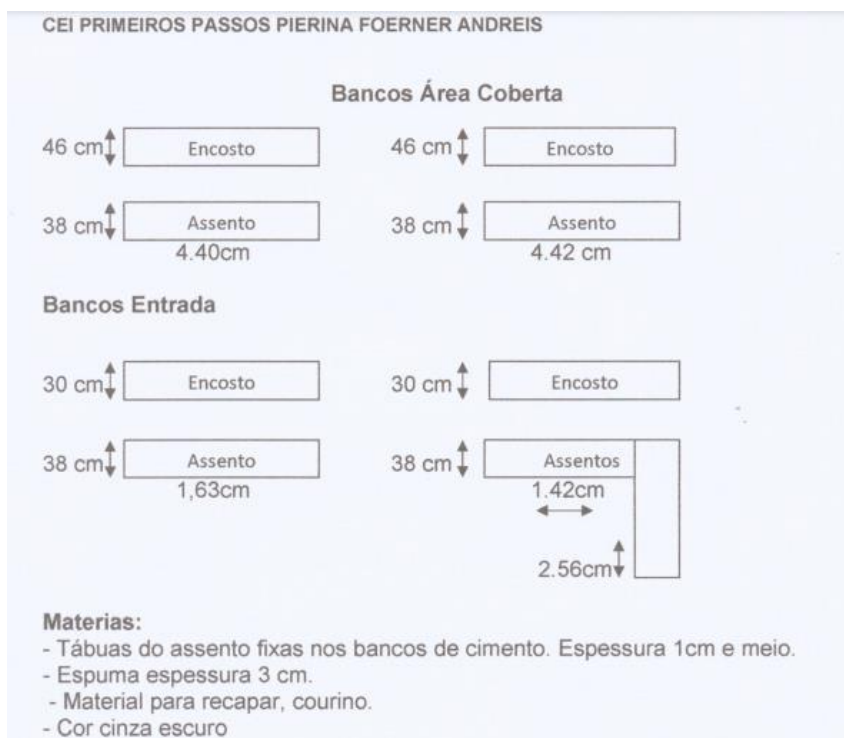 CEI PRIMEIROS PASSOS PIERINA FOERNER ANDREIS
Bancos Área Coberta
46 cm Encosto 46 cm Encosto
38 cm Assento 38 cm Assento
4.40cm 4.42 cm
Bancos Entrada
30 cm Encosto 30 cm Encosto
38 cm Assento 38 cm Assentos
1,63cm 1.42cm
2.56cm
Materias:
- Tábuas do assento fixas nos bancos de cimento. Espessura 1cm e meio.
- Espuma espessura 3 cm.
- Material para recapar, courino.
- Cor cinza escuro